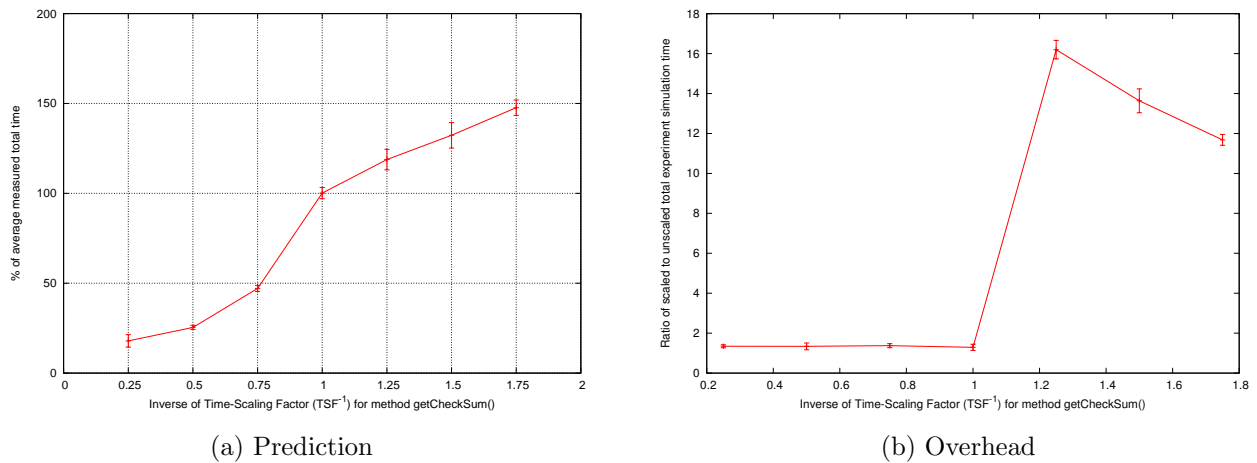 200
150
100
50
0
% of average measured total time
0 0.25 0.5 0.75 1 1.25 1.5 1.75 2
Inverse of Time-Scaling Factor (TSF⁻¹) for method getCheckSum()
(a) Prediction
18
16
14
12
10
8
6
4
2
0
Ratio of scaled to unscaled total experiment simulation time
0.2 0.4 0.6 0.8 1 1.2 1.4 1.6 1.8
Inverse of Time-Scaling Factor (TSF⁻¹) for method getCheckSum()
(b) Overhead